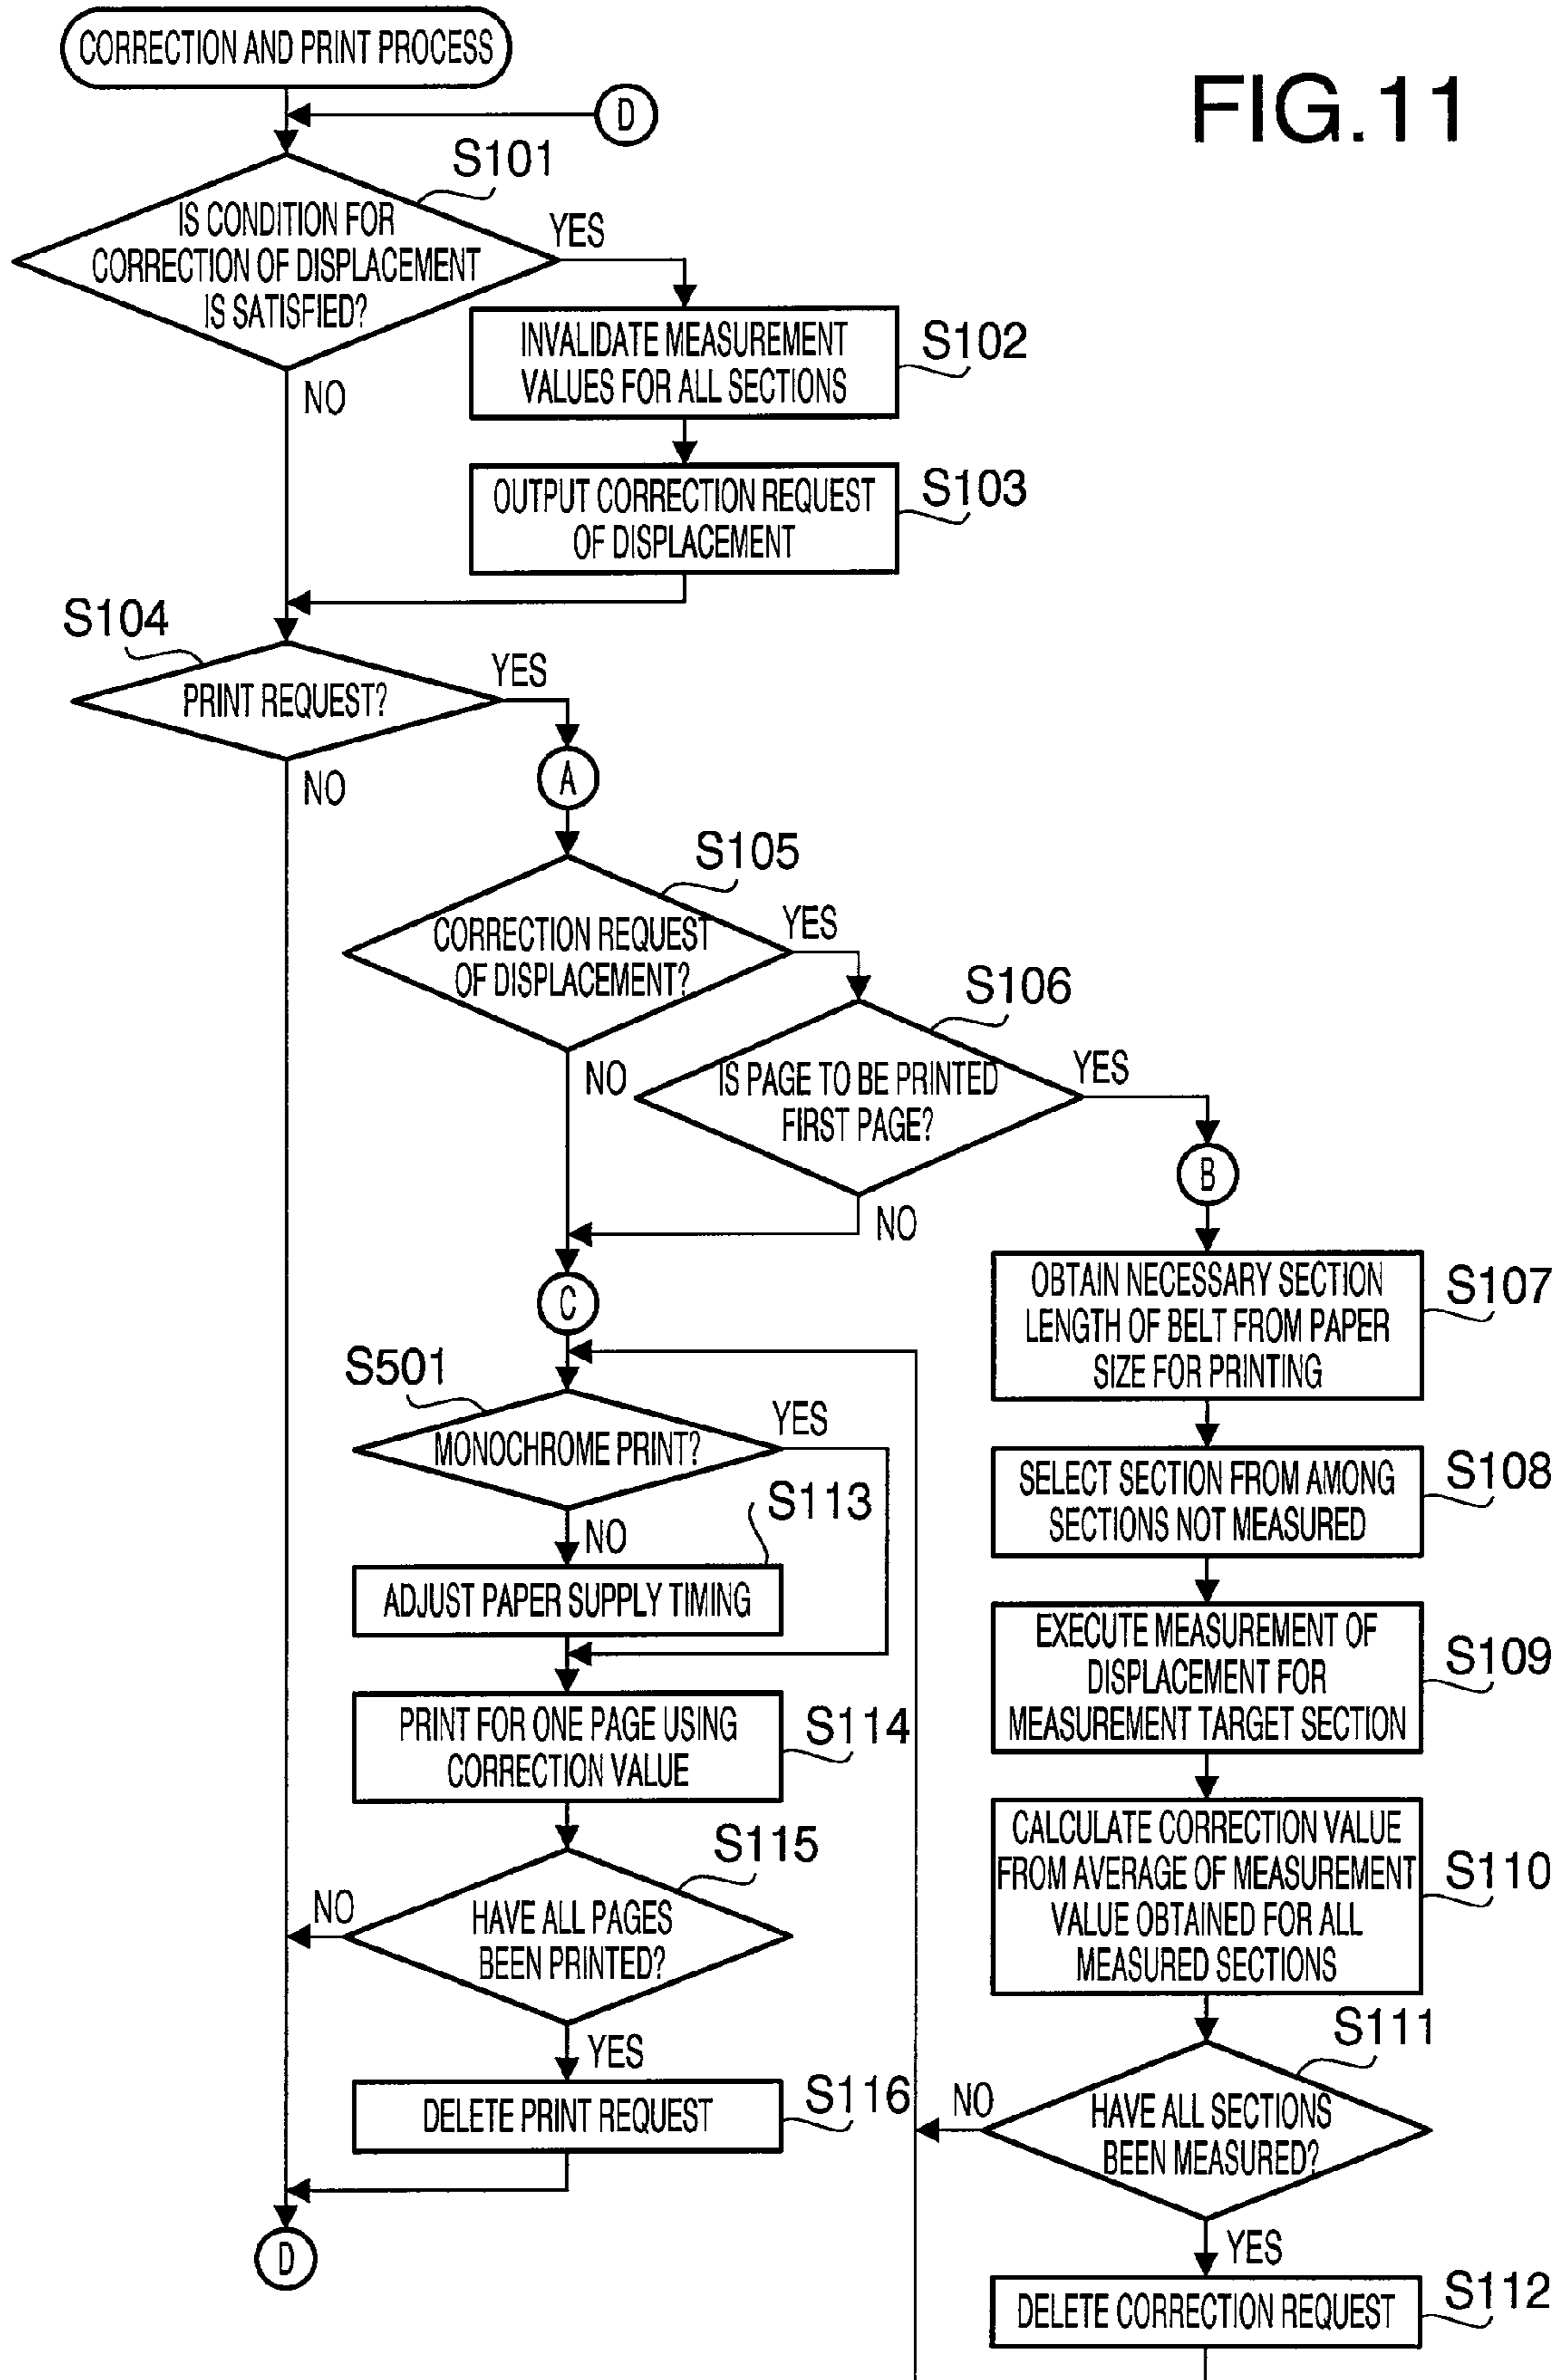 CORRECTION AND PRINT PROCESS
D
FIG.11
S101
IS CONDITION FOR
CORRECTION OF DISPLACEMENT
IS SATISFIED?
YES
NO
INVALIDATE MEASUREMENT
VALUES FOR ALL SECTIONS
S102
OUTPUT CORRECTION REQUEST
OF DISPLACEMENT
S103
S104
PRINT REQUEST?
YES
NO
A
S105
CORRECTION REQUEST
OF DISPLACEMENT?
YES
NO
S106
IS PAGE TO BE PRINTED
FIRST PAGE?
YES
NO
B
C
OBTAIN NECESSARY SECTION
LENGTH OF BELT FROM PAPER
SIZE FOR PRINTING
S107
S501
MONOCHROME PRINT?
YES
NO
SELECT SECTION FROM AMONG
SECTIONS NOT MEASURED
S108
S113
ADJUST PAPER SUPPLY TIMING
EXECUTE MEASUREMENT OF
DISPLACEMENT FOR
MEASUREMENT TARGET SECTION
S109
PRINT FOR ONE PAGE USING
CORRECTION VALUE
S114
CALCULATE CORRECTION VALUE
FROM AVERAGE OF MEASUREMENT
VALUE OBTAINED FOR ALL
MEASURED SECTIONS
S110
S115
HAVE ALL PAGES
BEEN PRINTED?
NO
YES
S111
HAVE ALL SECTIONS
BEEN MEASURED?
NO
YES
DELETE PRINT REQUEST
S116
D
DELETE CORRECTION REQUEST
S112